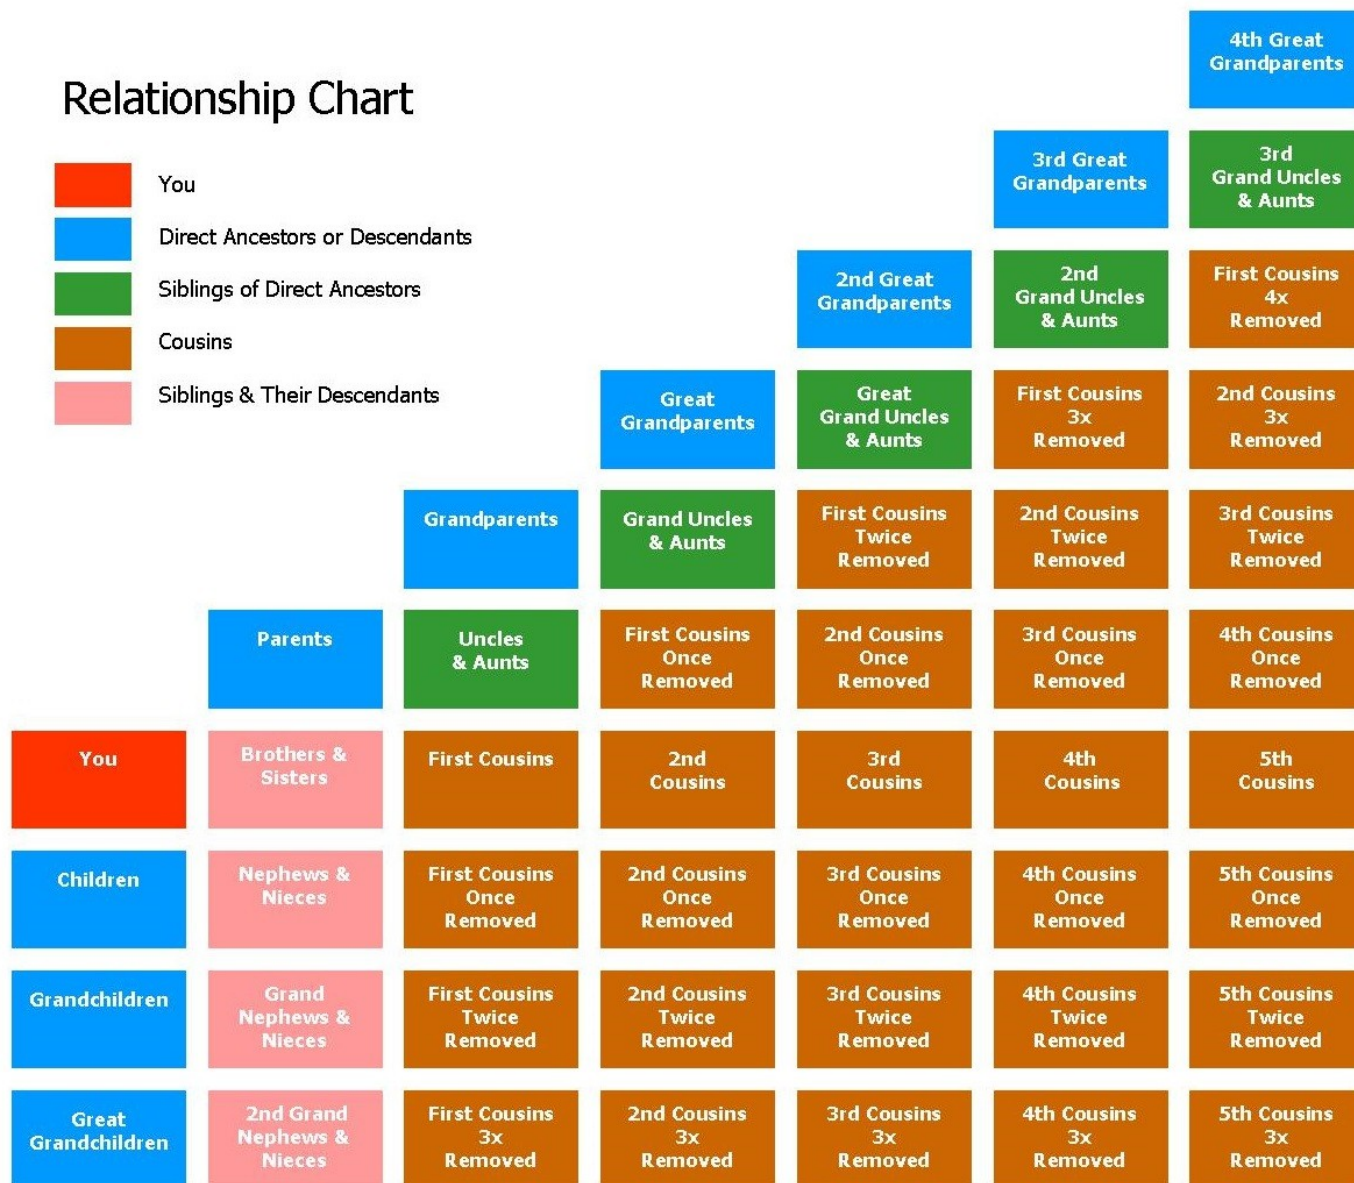 4th Great
Grandparents
Relationship Chart
3rd Great
Grandparents
3rd
Grand Uncles
& Aunts
You
Direct Ancestors or Descendants
Siblings of Direct Ancestors
Cousins
Siblings & Their Descendants
2nd Great
Grandparents
2nd
Grand Uncles
& Aunts
First Cousins
4x
Removed
Great
Grandparents
Great
Grand Uncles
& Aunts
First Cousins
3x
Removed
2nd Cousins
3x
Removed
Grandparents
Grand Uncles
& Aunts
First Cousins
Twice
Removed
2nd Cousins
Twice
Removed
3rd Cousins
Twice
Removed
Parents
Uncles
& Aunts
First Cousins
Once
Removed
2nd Cousins
Once
Removed
3rd Cousins
Once
Removed
4th Cousins
Once
Removed
You
Brothers &
Sisters
First Cousins
2nd
Cousins
3rd
Cousins
4th
Cousins
5th
Cousins
Children
Nephews &
Nieces
First Cousins
Once
Removed
2nd Cousins
Once
Removed
3rd Cousins
Once
Removed
4th Cousins
Once
Removed
5th Cousins
Once
Removed
Grandchildren
Grand
Nephews &
Nieces
First Cousins
Twice
Removed
2nd Cousins
Twice
Removed
3rd Cousins
Twice
Removed
4th Cousins
Twice
Removed
5th Cousins
Twice
Removed
Great
Grandchildren
2nd Grand
Nephews &
Nieces
First Cousins
3x
Removed
2nd Cousins
3x
Removed
3rd Cousins
3x
Removed
4th Cousins
3x
Removed
5th Cousins
3x
Removed